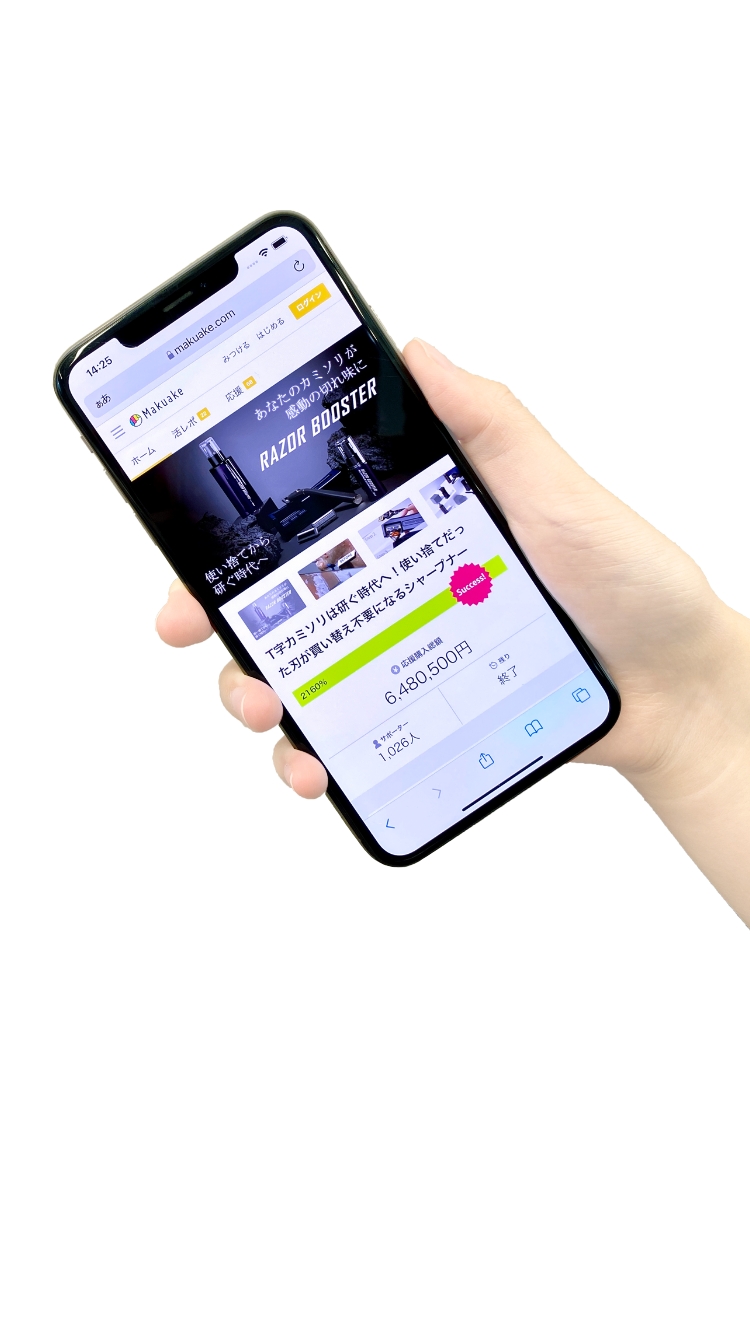 14:25
ああ
makuake.com
Makuake
みつける
はじめる
ログイン
ホーム
活レポ
応援
あなたのカミソリが
感動の切れ味に
RAZOR BOOSTER
使い捨てから
研ぐ時代へ
T字カミソリは研ぐ時代へ！使い捨てだっ
た刃が買い替え不要になるシャープナー
2160%
Success!
応援購入総額
6,480,500円
サポーター
1,026人
残り
終了